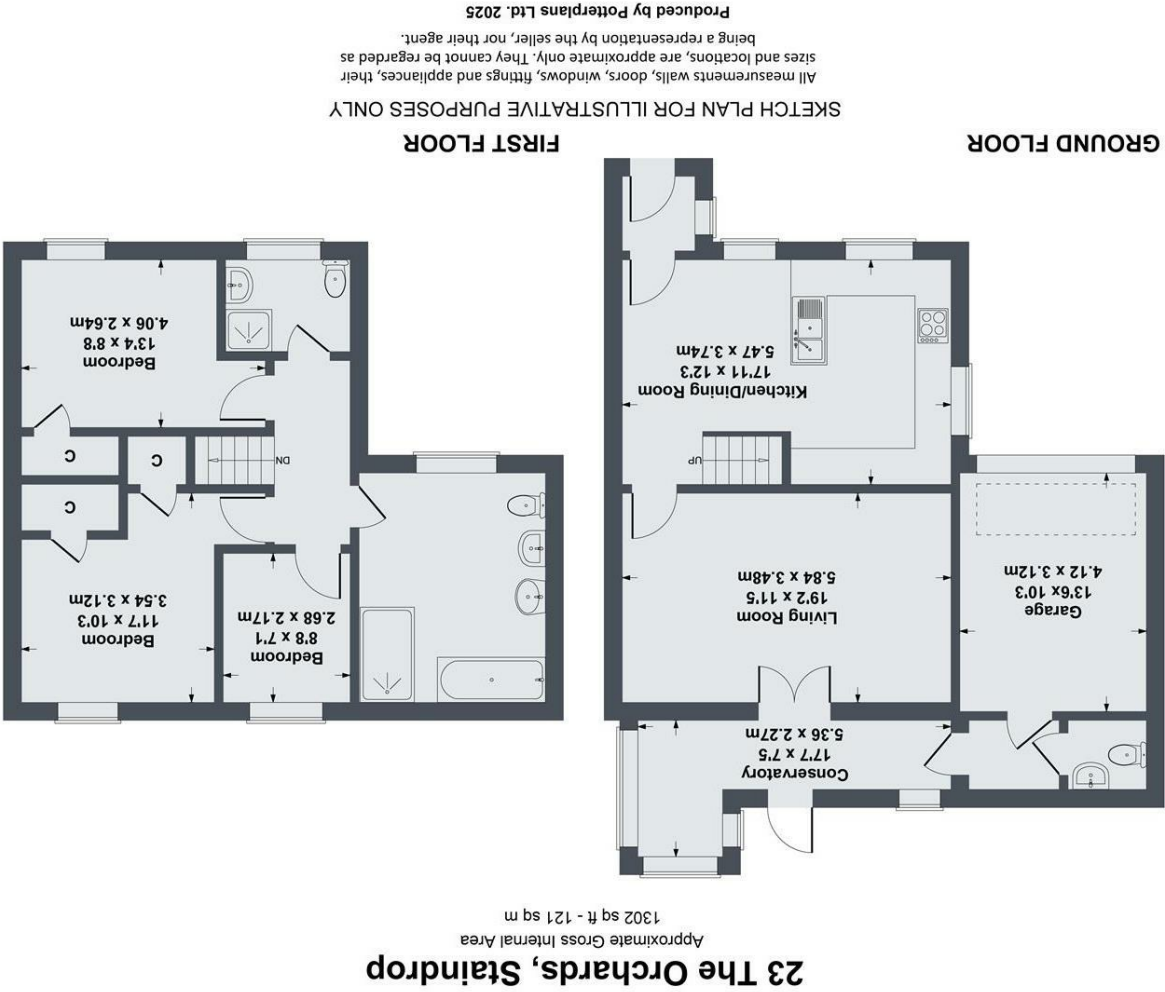 23 The Orchards, Staindrop
Approximate Gross Internal Area
1302 sq ft - 121 sq m
Conservatory
17'7 x 7'5
5.36 x 2.27m
Garage
13'6x 10'3
4.12 x 3.12m
Living Room
19'2 x 11'5
5.84 x 3.48m
UP
Kitchen/Dining Room
17'11 x 12'3
5.47 x 3.74m
GROUND FLOOR
Bedroom
8'8 x 7'1
2.68 x 2.17m
Bedroom
11'7 x 10'3
3.54 x 3.12m
C
DN
C
C
Bedroom
13'4 x 8'8
4.06 x 2.64m
FIRST FLOOR
SKETCH PLAN FOR ILLUSTRATIVE PURPOSES ONLY
All measurements walls, doors, windows, fittings and appliances, their
sizes and locations, are approximate only. They cannot be regarded as
being a representation by the seller, nor their agent.
Produced by Potterplans Ltd. 2025